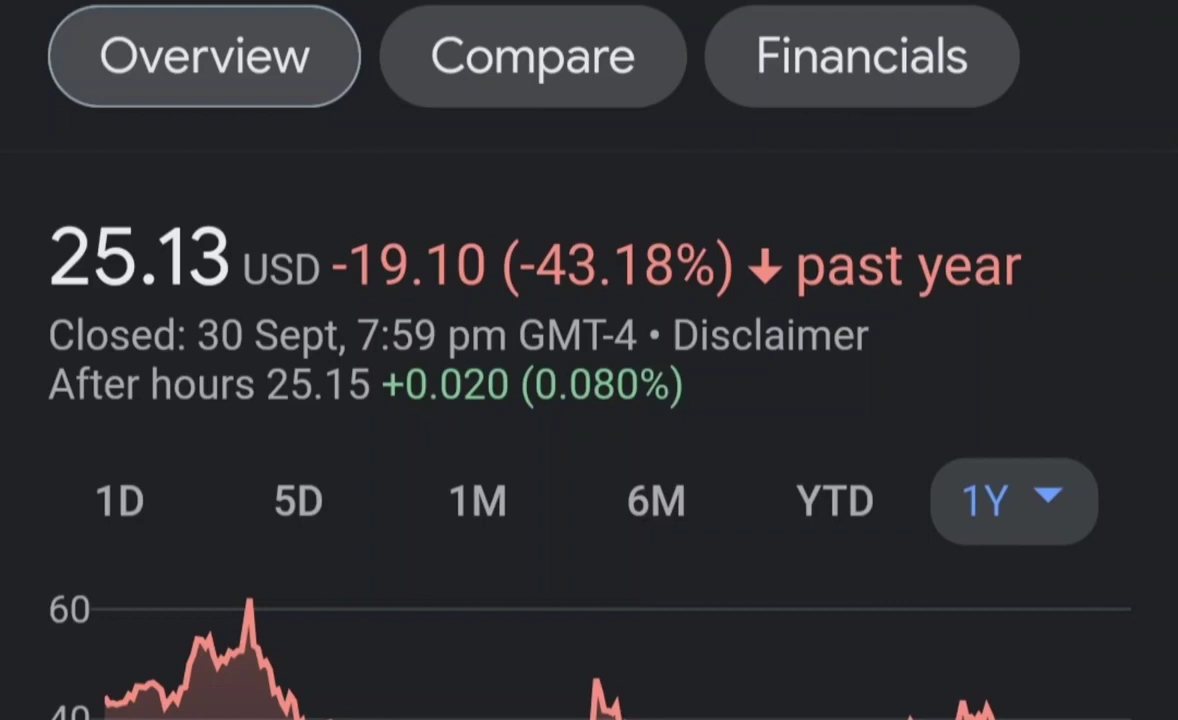 Overview Compare Financials
25.13 USD -19.10 (-43.18%) ↓ past year
Closed: 30 Sept, 7:59 pm GMT-4 • Disclaimer
After hours 25.15 +0.020 (0.080%)
1D 5D 1M 6M YTD 1Y
60
40